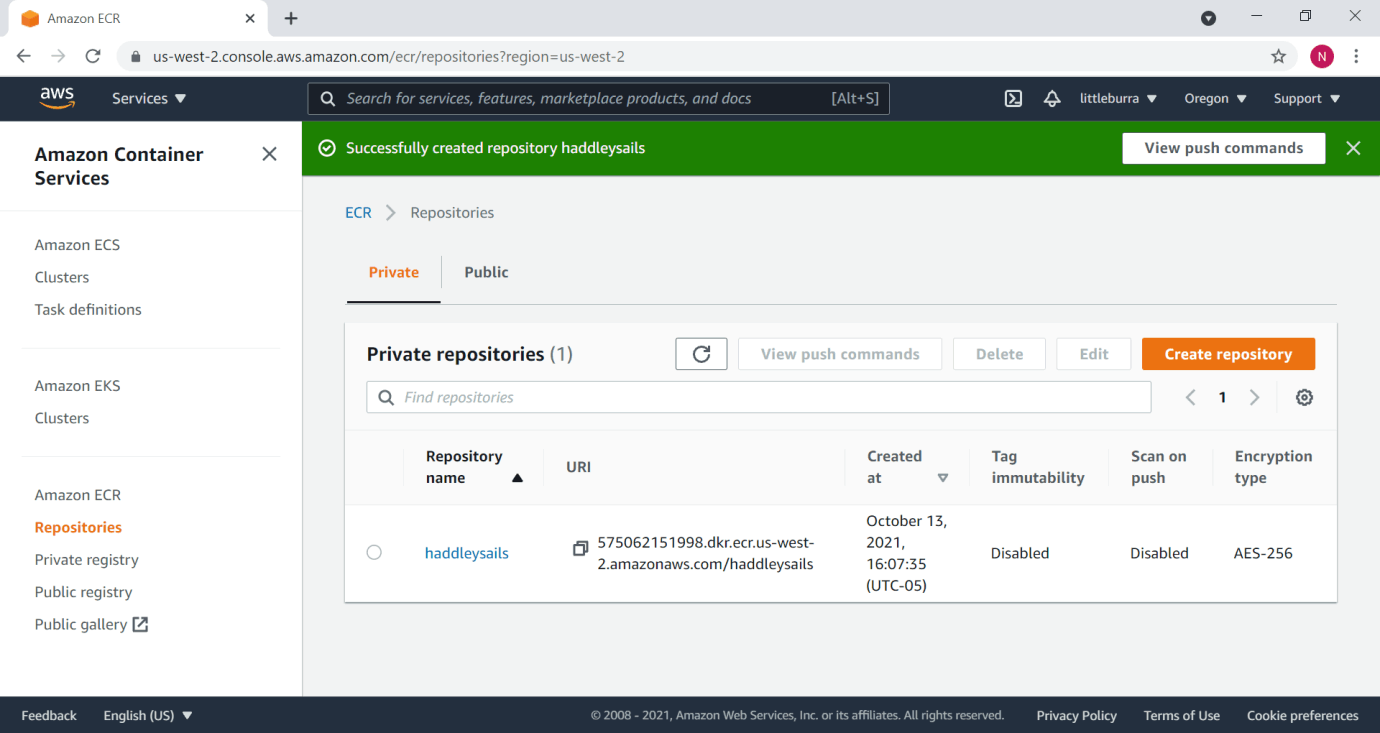 Amazon ECR
us-west-2.console.aws.amazon.com/ecr/repositories?region=us-west-2
N
aws
Services
Search for services, features, marketplace products, and docs
[Alt+S]
littleburra
Oregon
Support
Amazon Container
Services
Amazon ECS
Clusters
Task definitions
Amazon EKS
Clusters
Amazon ECR
Repositories
Private registry
Public registry
Public gallery
Successfully created repository haddleysails
View push commands
ECR
Repositories
Private
Public
Private repositories (1)
View push commands
Delete
Edit
Create repository
Find repositories
1
Repository
name
URI
Created
at
Tag
immutability
Scan on
push
Encryption
type
haddleysails
575062151998.dkr.ecr.us-west-
2.amazonaws.com/haddleysails
October 13,
2021,
16:07:35
(UTC-05)
Disabled
Disabled
AES-256
Feedback
English (US)
© 2008 - 2021, Amazon Web Services, Inc. or its affiliates. All rights reserved.
Privacy Policy
Terms of Use
Cookie preferences